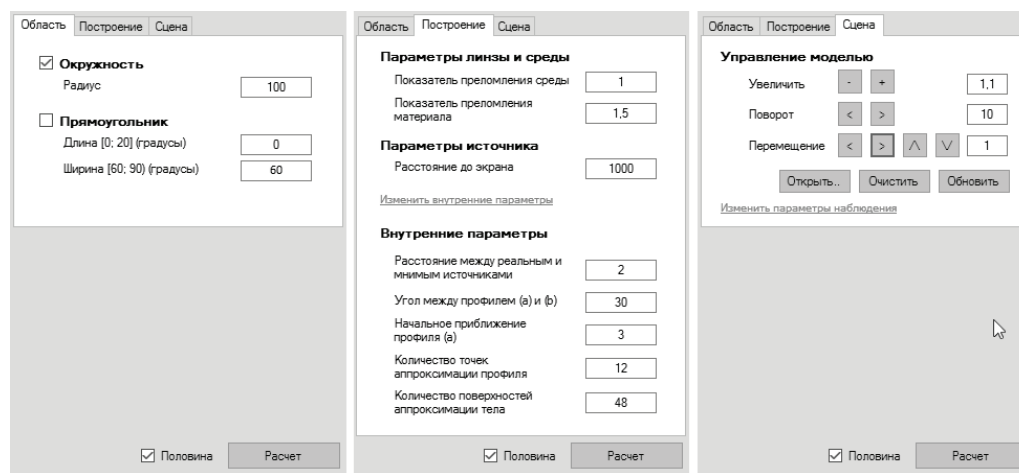 Область Построение Сцена
Окружность
Радиус 100
Прямоугольник
Длина [0; 20] (градусы) 0
Ширина [60; 90) (градусы) 60
Половина Расчет
Область Построение Сцена
Параметры линзы и среды
Показатель преломления среды 1
Показатель преломления
материала 1,5
Параметры источника
Расстояние до экрана 1000
Изменить внутренние параметры
Внутренние параметры
Расстояние между реальным и
мнимым источниками 2
Угол между профилем (a) и (b) 30
Начальное приближение
профиля (a) 3
Количество точек
аппроксимации профиля 12
Количество поверхностей
аппроксимации тела 48
Половина Расчет
Область Построение Сцена
Управление моделью
Увеличить - + 1,1
Поворот < > 10
Перемещение < > /\ \/ 1
Открыть.. Очистить Обновить
Изменить параметры наблюдения
Половина Расчет